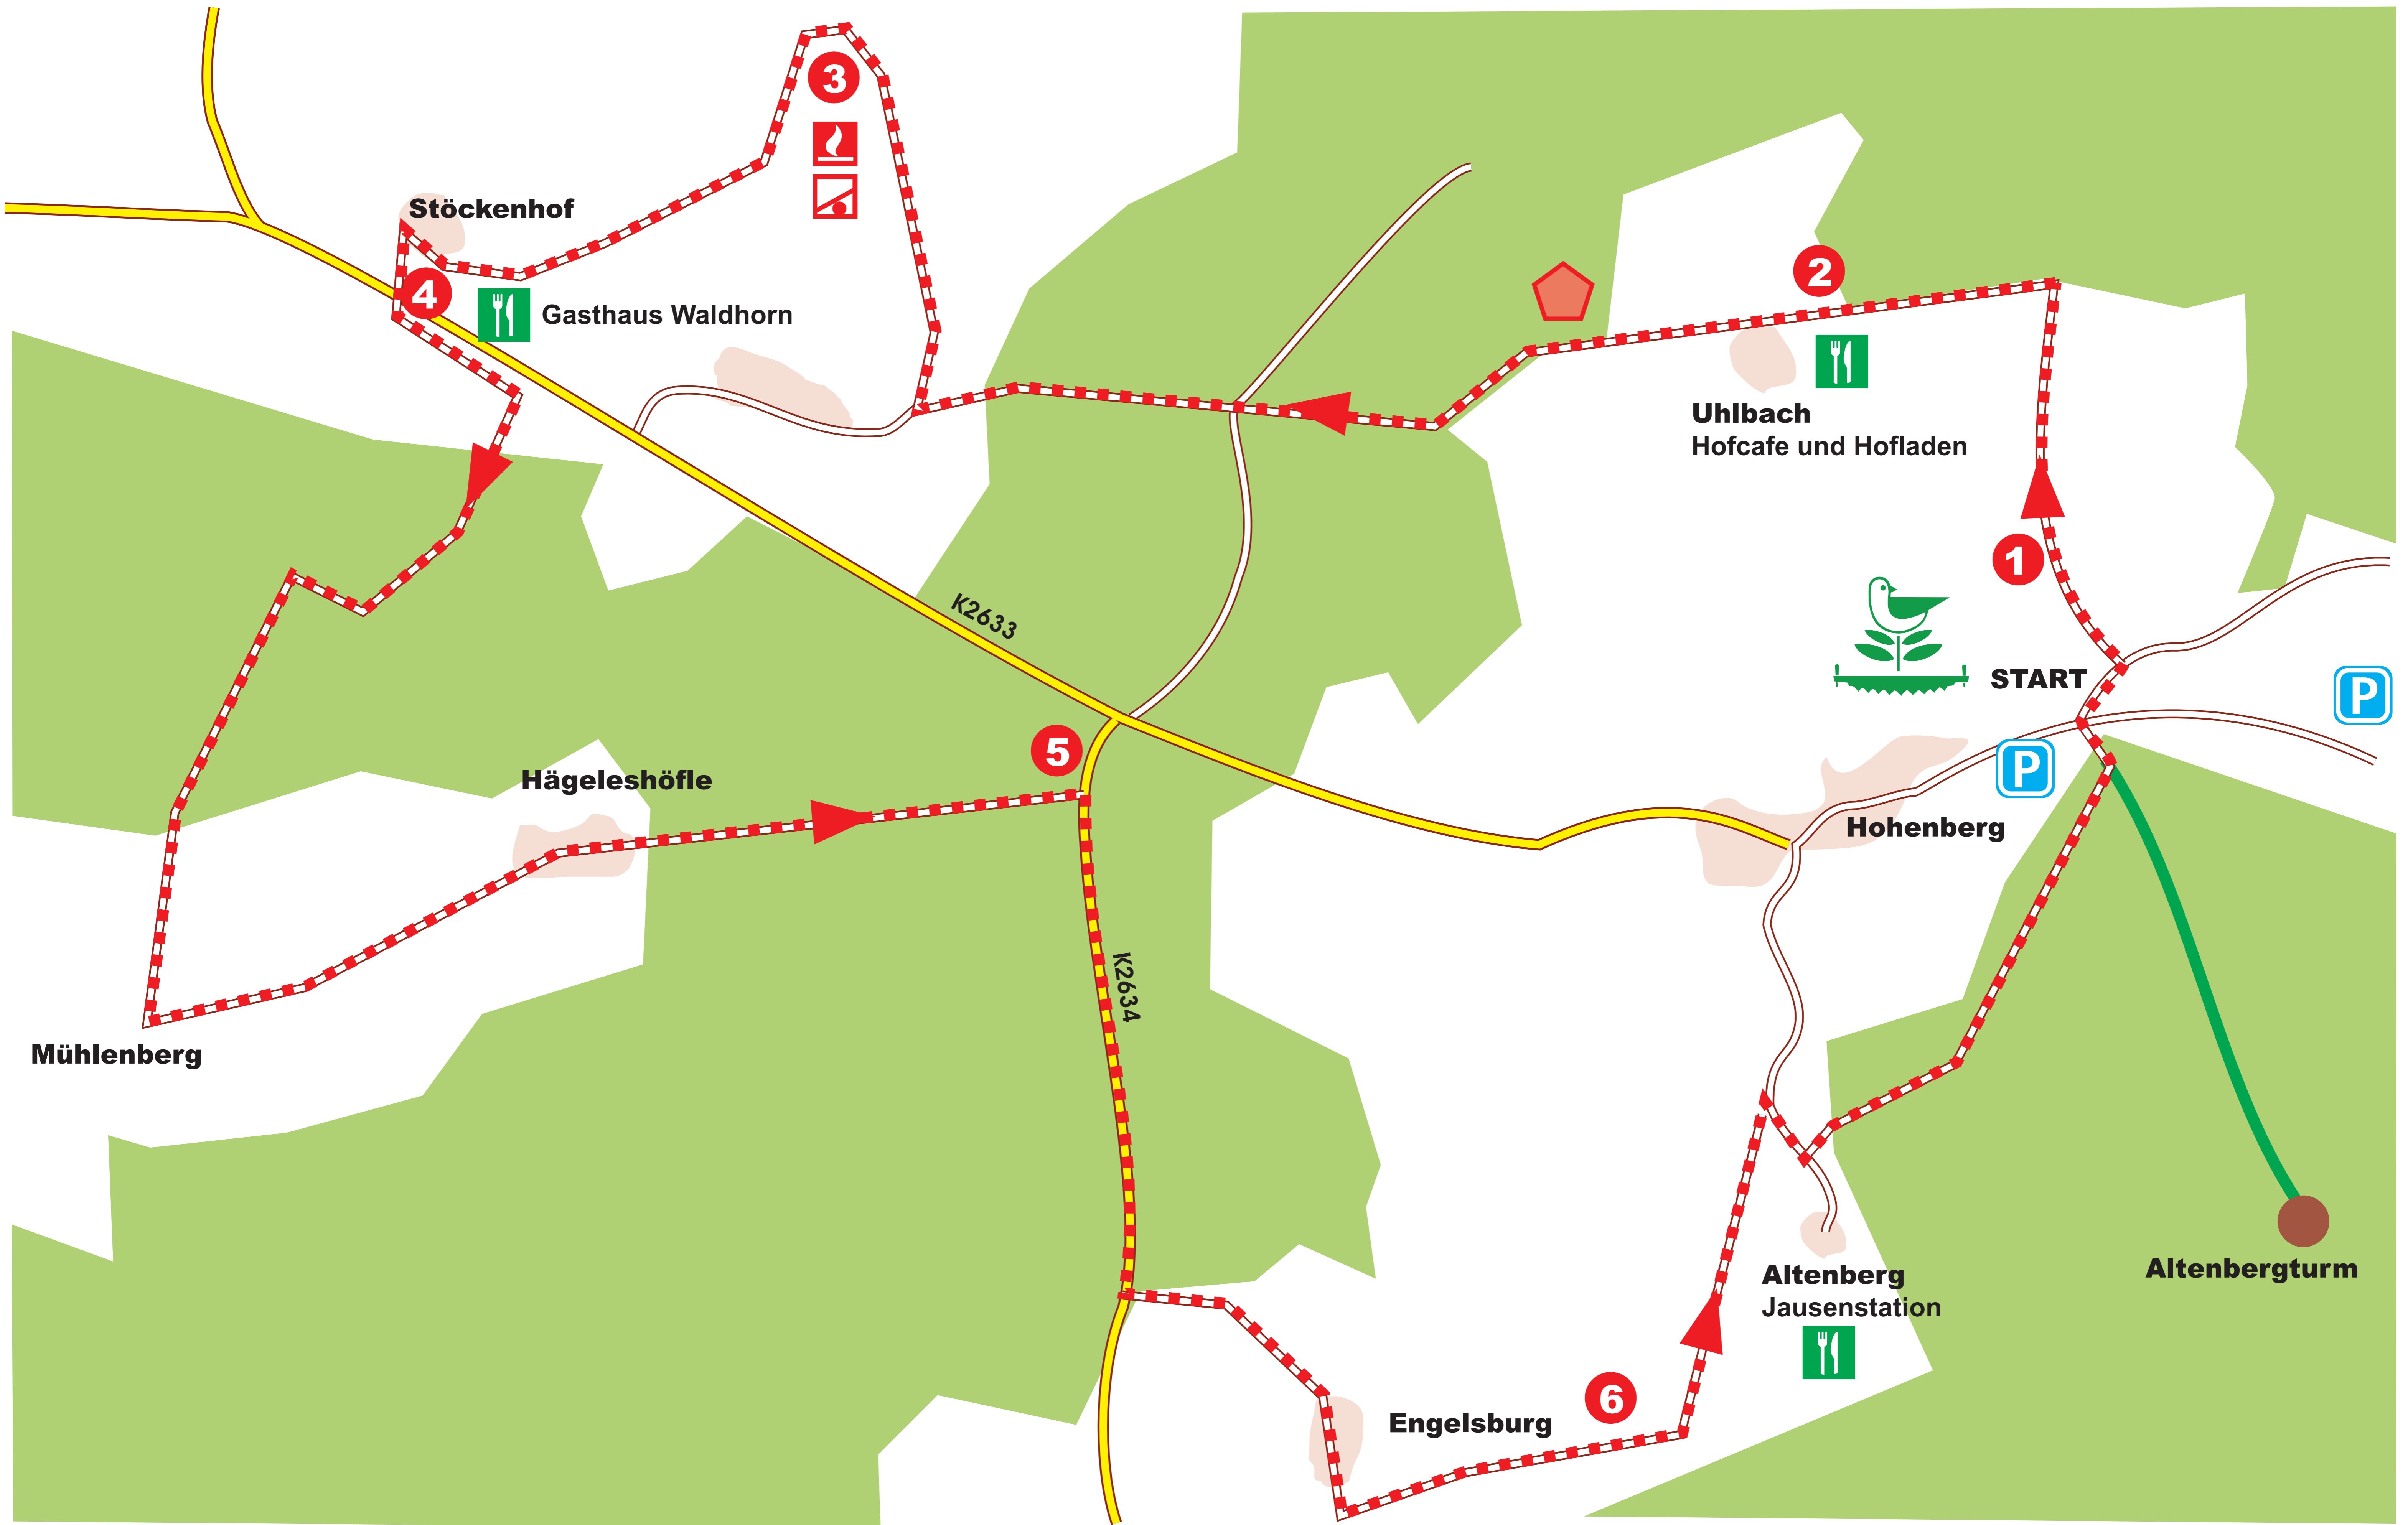 3
Stöckenhof
4
Gasthaus Waldhorn
2
Uhlbach
Hofcafe und Hofladen
1
K2633
START
P
5
P
Hägeleshöfle
Hohenberg
K2634
Mühlenberg
Altenberg
Jausenstation
Altenbergturm
6
Engelsburg